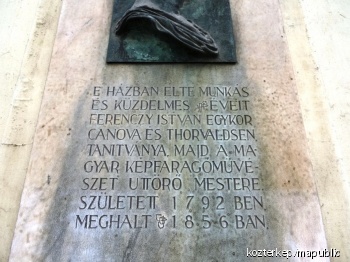 E HÁZBAN ÉLTE MUNKÁS
ÉS KÜZDELMES ÉVEIT
FERENCZY ISTVÁN EGYKOR
CANOVA ÉS THORVALDSEN
TANÍTVÁNYA, MAJD A MA-
GYAR KÉPFARAGÓMŰVÉ-
SZET ÚTTÖRŐ MESTERE.
SZÜLETETT 1792 BEN,
MEGHALT 1856 BAN.
kozterkep/mapublic